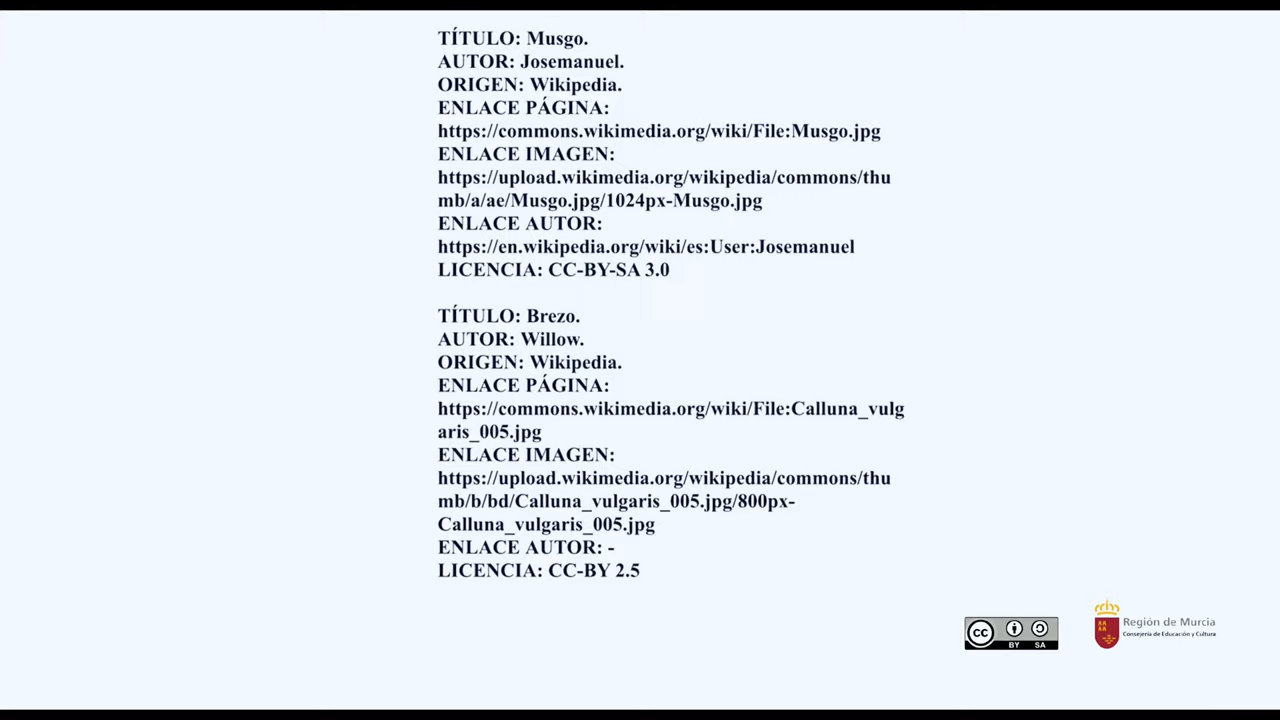 TÍTULO: Musgo.
AUTOR: Josemanuel.
ORIGEN: Wikipedia.
ENLACE PÁGINA:
https://commons.wikimedia.org/wiki/File:Musgo.jpg
ENLACE IMAGEN:
https://upload.wikimedia.org/wikipedia/commons/thu
mb/a/ae/Musgo.jpg/1024px-Musgo.jpg
ENLACE AUTOR:
https://en.wikipedia.org/wiki/es:User:Josemanuel
LICENCIA: CC-BY-SA 3.0
TÍTULO: Brezo.
AUTOR: Willow.
ORIGEN: Wikipedia.
ENLACE PÁGINA:
https://commons.wikimedia.org/wiki/File:Calluna_vulg
aris_005.jpg
ENLACE IMAGEN:
https://upload.wikimedia.org/wikipedia/commons/thu
mb/b/bd/Calluna_vulgaris_005.jpg/800px-
Calluna_vulgaris_005.jpg
ENLACE AUTOR: -
LICENCIA: CC-BY 2.5
cc
BY SA
Región de Murcia
Consejería de Educación y Cultura